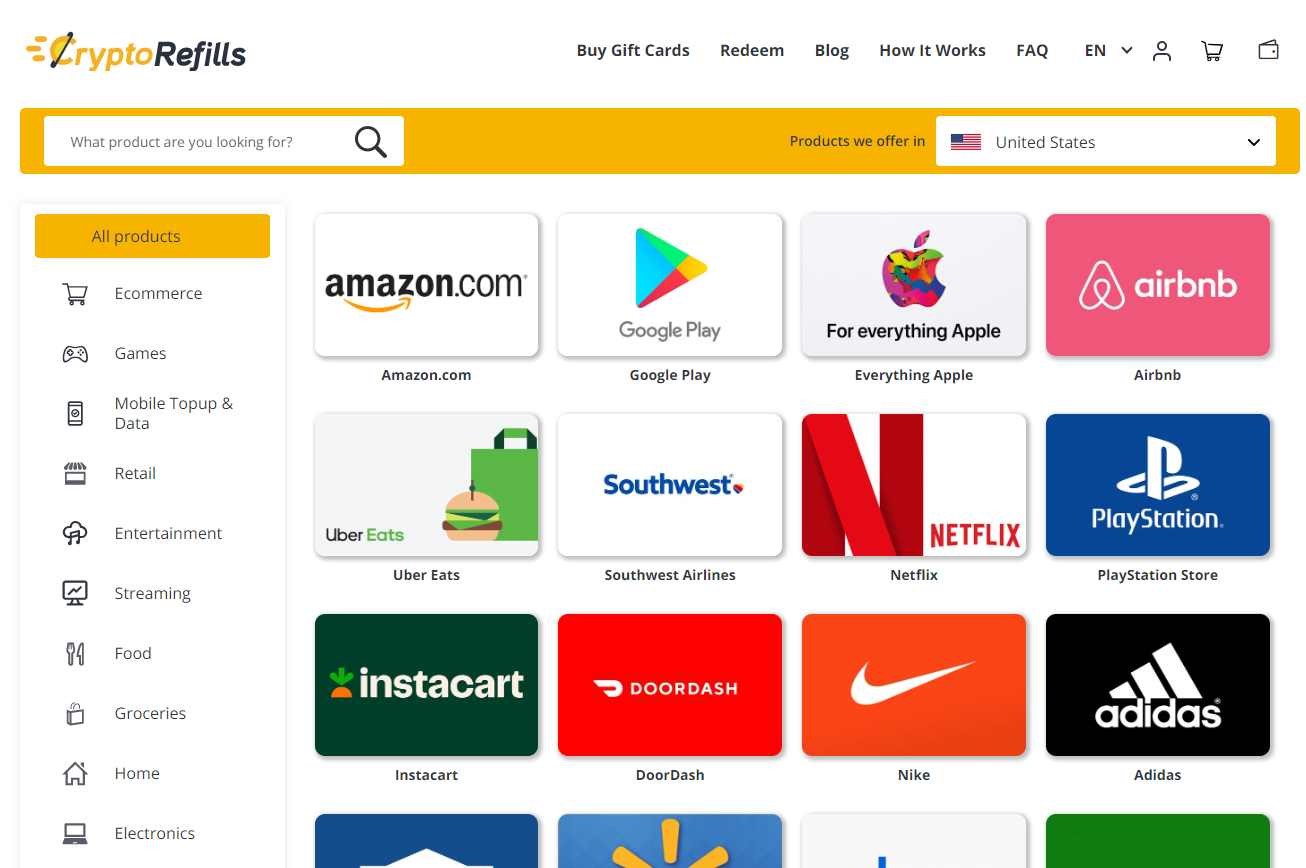 CryptoRefills
Buy Gift Cards
Redeem
Blog
How It Works
FAQ
EN
What product are you looking for?
Products we offer in
United States
All products
Ecommerce
Games
Mobile Topup &
Data
Retail
Entertainment
Streaming
Food
Groceries
Home
Electronics
amazon.com
Google Play
For everything Apple
airbnb
Amazon.com
Google Play
Everything Apple
Airbnb
Uber Eats
Southwest®
NETFLIX
PlayStation®
Uber Eats
Southwest Airlines
Netflix
PlayStation Store
instacart
DOORDASH
adidas®
Instacart
DoorDash
Nike
Adidas